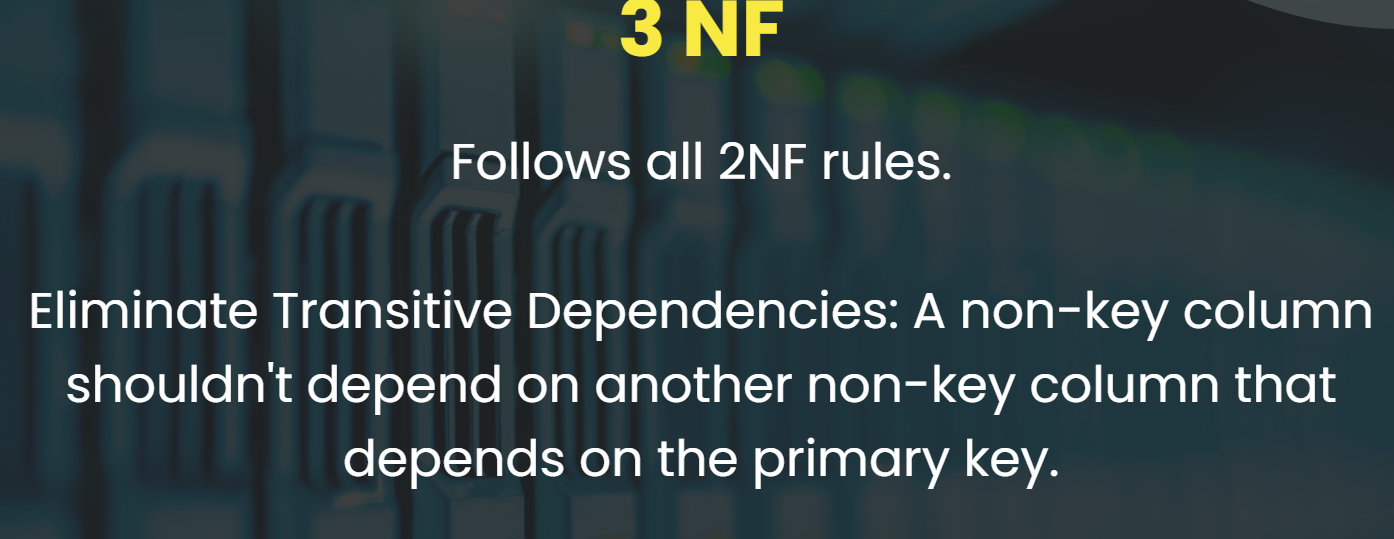 3 NF
Follows all 2NF rules.
Eliminate Transitive Dependencies: A non-key column
shouldn't depend on another non-key column that
depends on the primary key.